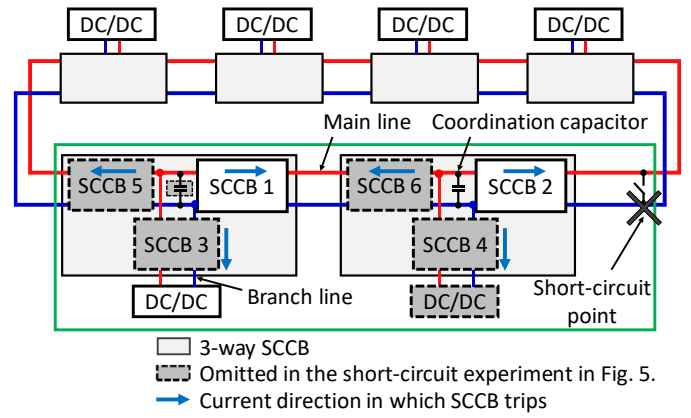 DC/DC DC/DC DC/DC DC/DC
Main line Coordination capacitor
SCCB 5 SCCB 1 SCCB 6 SCCB 2
SCCB 3 SCCB 4
DC/DC Branch line DC/DC Short-circuit
point
3-way SCCB
Omitted in the short-circuit experiment in Fig. 5.
Current direction in which SCCB trips